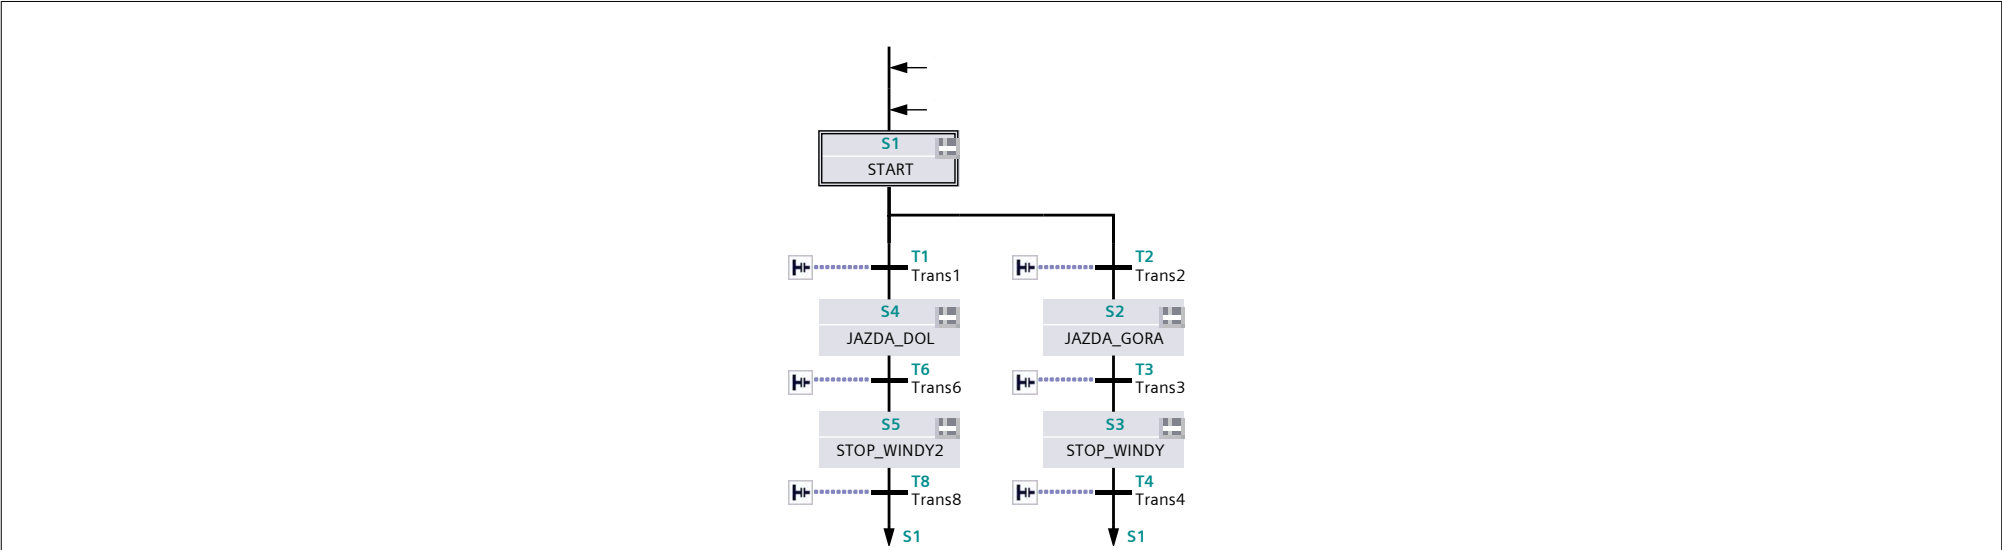 S1
START
T1
Trans1
T2
Trans2
S4
JAZDA_DOL
S2
JAZDA_GORA
T6
Trans6
T3
Trans3
S5
STOP_WINDY2
S3
STOP_WINDY
T8
Trans8
T4
Trans4
S1
S1